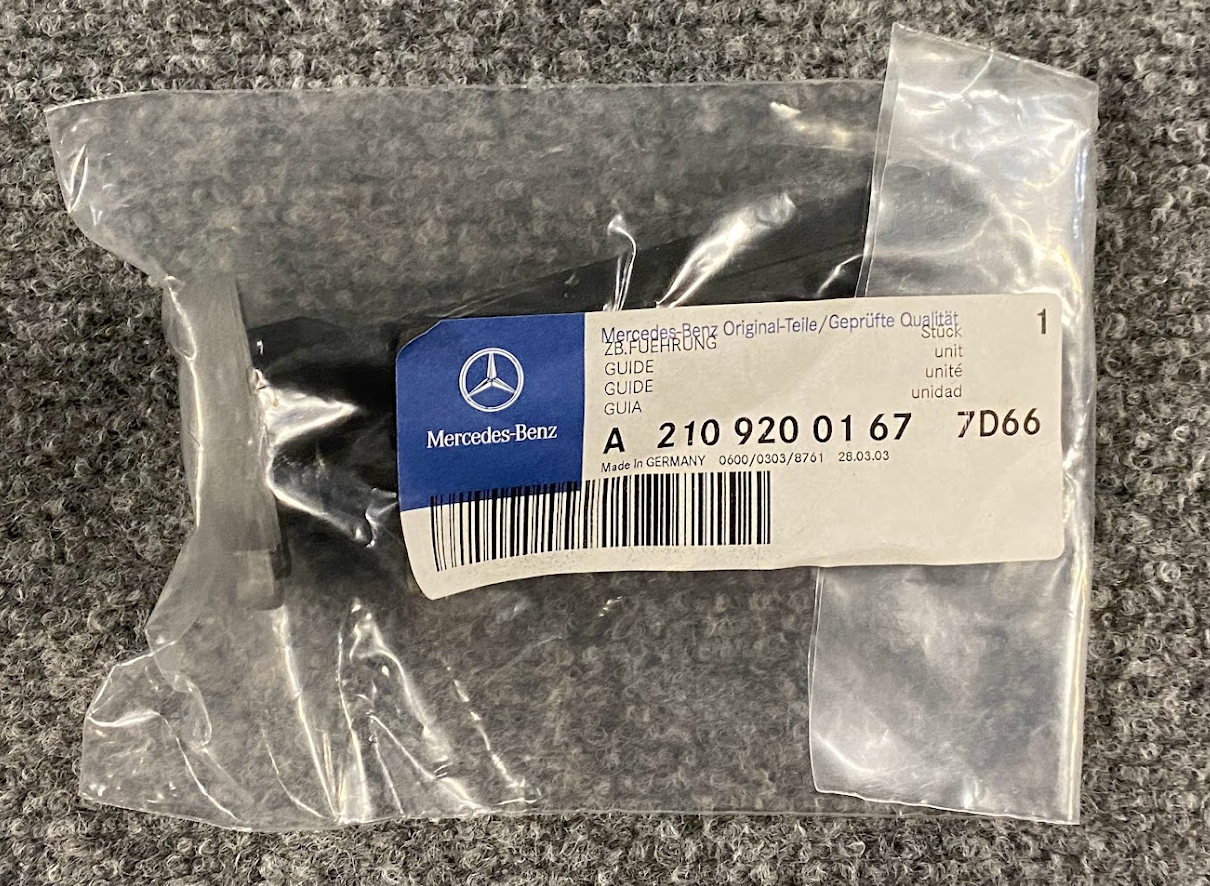 Mercedes-Benz
Mercedes-Benz Original-Teile/Geprüfte Qualität
ZB.FUEHRUNG Stück 1
GUIDE unit
GUIDE unité
GUIA unidad
A 210 920 01 67 7D66
Made in GERMANY 0600/0303/8761 28.03.03